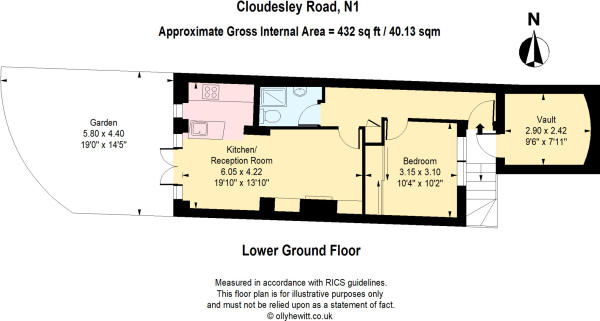 Cloudesley Road, N1
Approximate Gross Internal Area = 432 sq ft / 40.13 sqm
N
Garden
5.80 x 4.40
19'0" x 14'5"
Kitchen/
Reception Room
6.05 x 4.22
19'10" x 13'10"
Bedroom
3.15 x 3.10
10'4" x 10'2"
Vault
2.90 x 2.42
9'6" x 7'11"
Lower Ground Floor
Measured in accordance with RICS guidelines.
This floor plan is for illustrative purposes only
and must not be relied upon as a statement of fact.
© ollyhewitt.co.uk